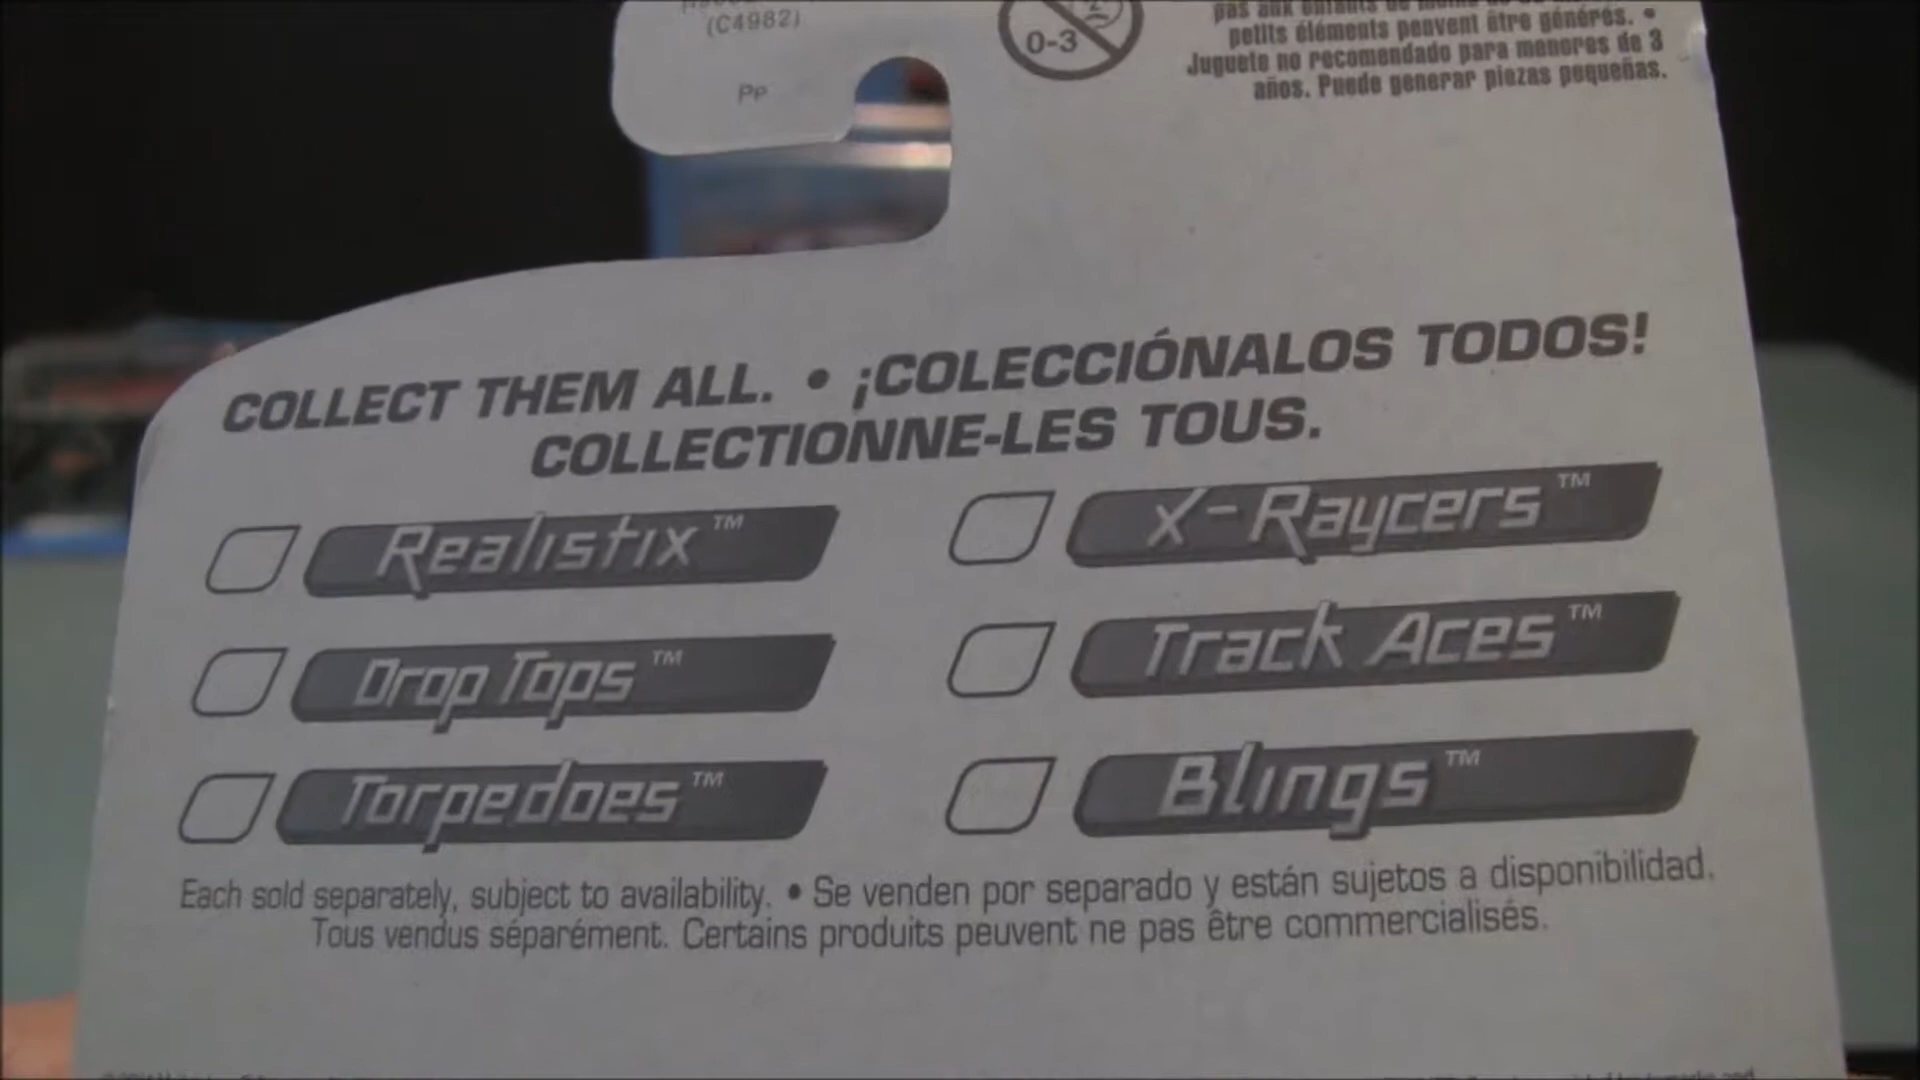 (C4982)
Pp
0-3
petits éléments peuvent être générés. •
Juguete no recomendado para menores de 3
años. Puede generar piezas pequeñas.
COLLECT THEM ALL. • ¡COLECCIÓNALOS TODOS!
COLLECTIONNE-LES TOUS.
Realistix™
X-Raycers™
Drop Tops™
Track Aces™
Torpedoes™
Blings™
Each sold separately, subject to availability. • Se venden por separado y están sujetos a disponibilidad.
Tous vendus séparément. Certains produits peuvent ne pas être commercialisés.